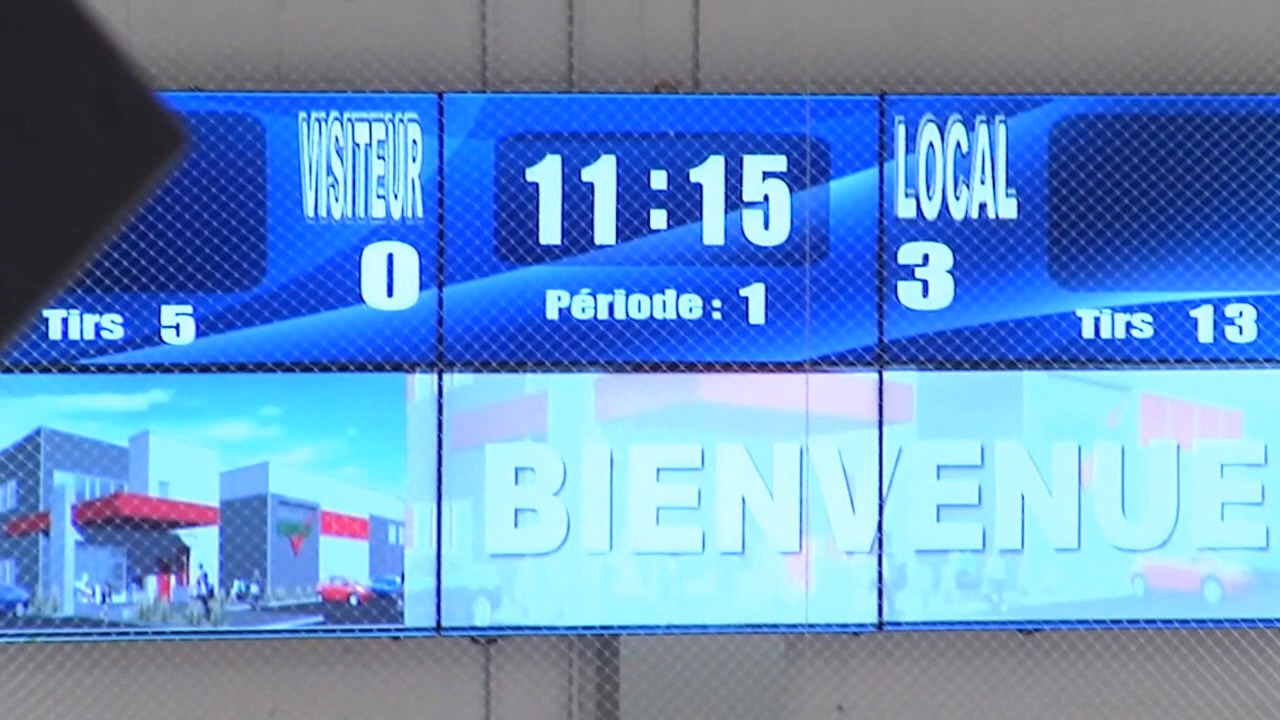 VISITEUR
0
Tirs 5
11:15
Période: 1
LOCAL
3
Tirs 13
BIENVENUE